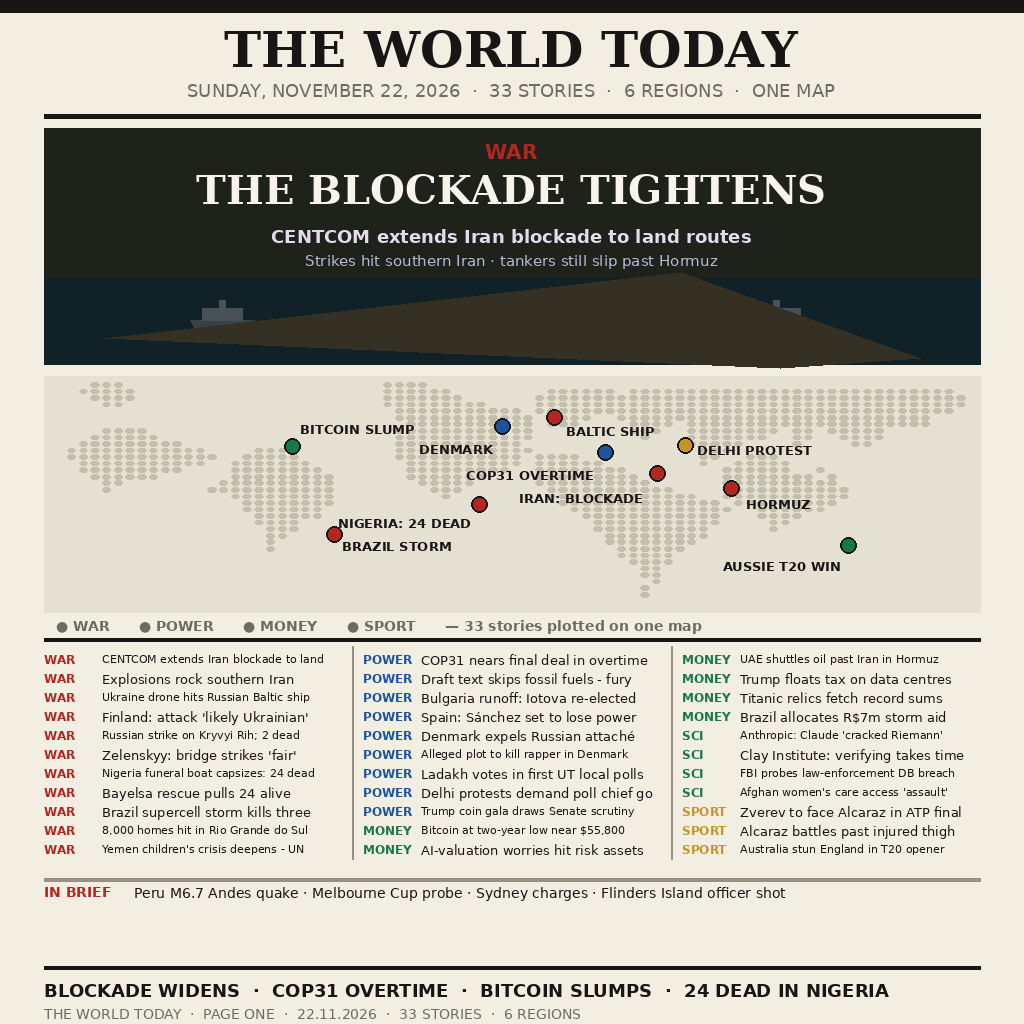 THE WORLD TODAY
SUNDAY, NOVEMBER 22, 2026 · 33 STORIES · 6 REGIONS · ONE MAP
WAR
THE BLOCKADE TIGHTENS
CENTCOM extends Iran blockade to land routes
Strikes hit southern Iran · tankers still slip past Hormuz
BITCOIN SLUMP
BALTIC SHIP
DENMARK
DELHI PROTEST
COP31 OVERTIME
IRAN: BLOCKADE
HORMUZ
NIGERIA: 24 DEAD
BRAZIL STORM
AUSSIE T20 WIN
● WAR ● POWER ● MONEY ● SPORT — 33 stories plotted on one map
WAR CENTCOM extends Iran blockade to land
WAR Explosions rock southern Iran
WAR Ukraine drone hits Russian Baltic ship
WAR Finland: attack 'likely Ukrainian'
WAR Russian strike on Kryvyi Rih; 2 dead
WAR Zelenskyy: bridge strikes 'fair'
WAR Nigeria funeral boat capsizes: 24 dead
WAR Bayelsa rescue pulls 24 alive
WAR Brazil supercell storm kills three
WAR 8,000 homes hit in Rio Grande do Sul
WAR Yemen children's crisis deepens - UN
POWER COP31 nears final deal in overtime
POWER Draft text skips fossil fuels - fury
POWER Bulgaria runoff: Iotova re-elected
POWER Spain: Sánchez set to lose power
POWER Denmark expels Russian attaché
POWER Alleged plot to kill rapper in Denmark
POWER Ladakh votes in first UT local polls
POWER Delhi protests demand poll chief go
POWER Trump coin gala draws Senate scrutiny
MONEY Bitcoin at two-year low near $55,800
MONEY AI-valuation worries hit risk assets
MONEY UAE shuttles oil past Iran in Hormuz
MONEY Trump floats tax on data centres
MONEY Titanic relics fetch record sums
MONEY Brazil allocates R$7m storm aid
SCI Anthropic: Claude 'cracked Riemann'
SCI Clay Institute: verifying takes time
SCI FBI probes law-enforcement DB breach
SCI Afghan women's care access 'assault'
SPORT Zverev to face Alcaraz in ATP final
SPORT Alcaraz battles past injured thigh
SPORT Australia stun England in T20 opener
IN BRIEF Peru M6.7 Andes quake · Melbourne Cup probe · Sydney charges · Flinders Island officer shot
BLOCKADE WIDENS · COP31 OVERTIME · BITCOIN SLUMPS · 24 DEAD IN NIGERIA
THE WORLD TODAY · PAGE ONE · 22.11.2026 · 33 STORIES · 6 REGIONS